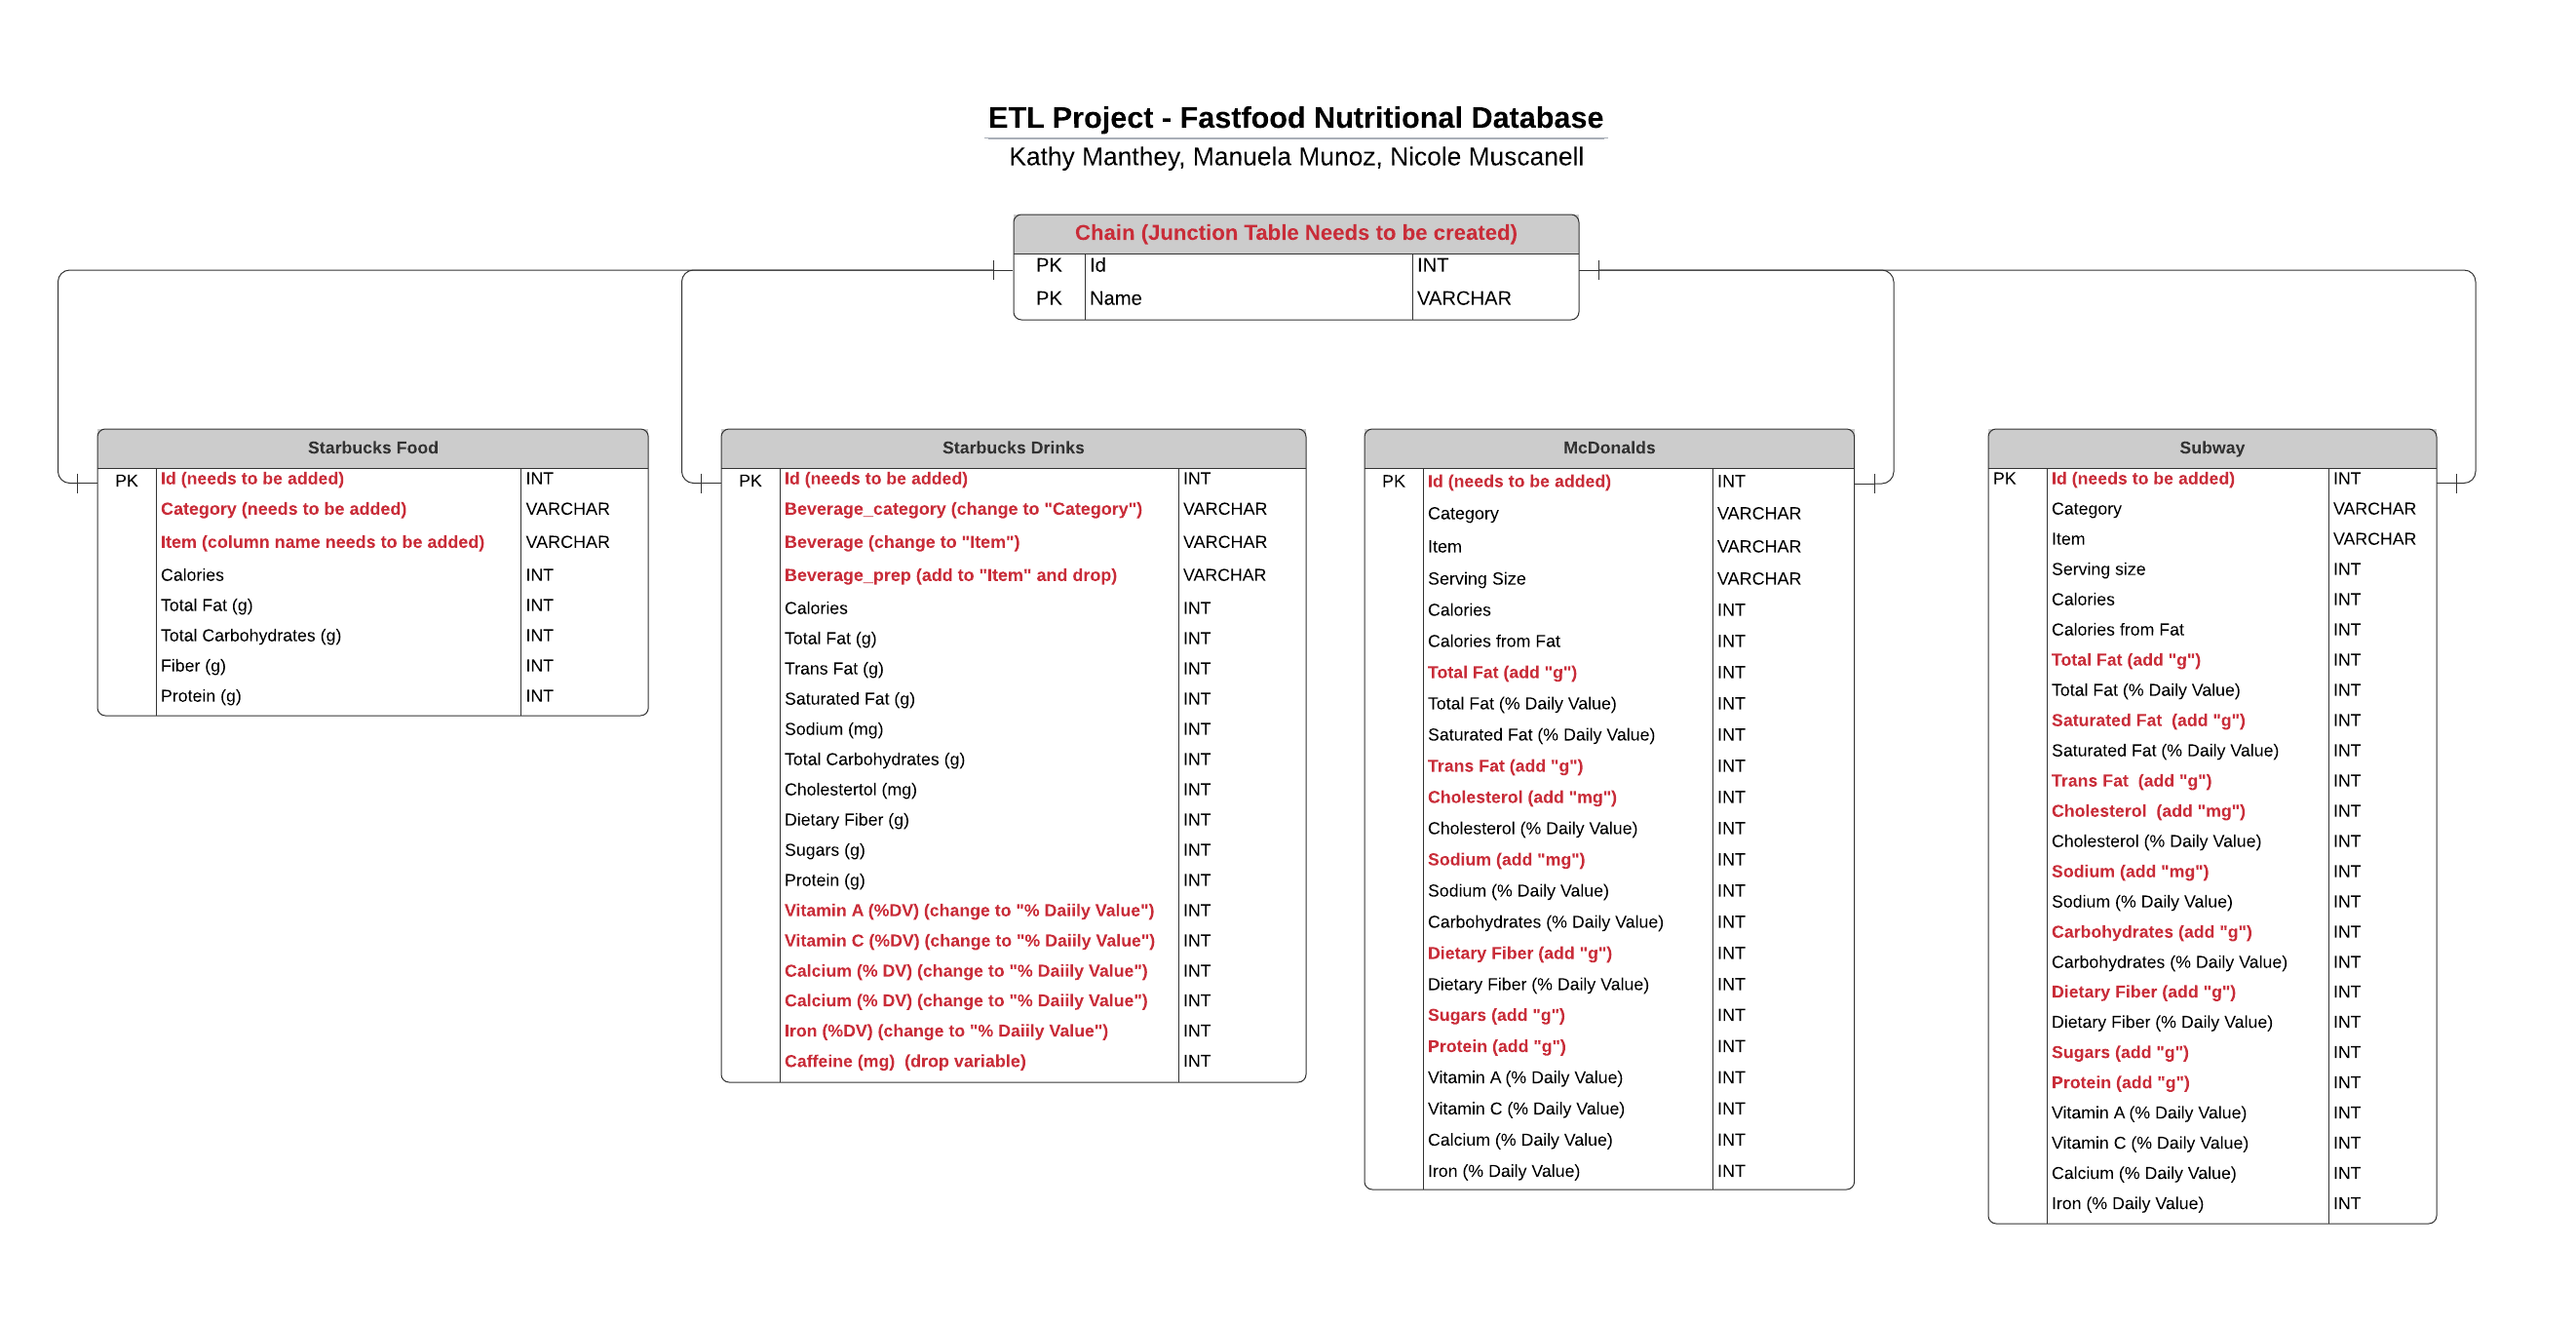 ETL Project - Fastfood Nutritional Database
Kathy Manthey, Manuela Munoz, Nicole Muscanell
Chain (Junction Table Needs to be created)
PK Id INT
PK Name VARCHAR
Starbucks Food
PK Id (needs to be added) INT
Category (needs to be added) VARCHAR
Item (column name needs to be added) VARCHAR
Calories INT
Total Fat (g) INT
Total Carbohydrates (g) INT
Fiber (g) INT
Protein (g) INT
Starbucks Drinks
PK Id (needs to be added) INT
Beverage_category (change to "Category") VARCHAR
Beverage (change to "Item") VARCHAR
Beverage_prep (add to "Item" and drop) VARCHAR
Calories INT
Total Fat (g) INT
Trans Fat (g) INT
Saturated Fat (g) INT
Sodium (mg) INT
Total Carbohydrates (g) INT
Cholestertol (mg) INT
Dietary Fiber (g) INT
Sugars (g) INT
Protein (g) INT
Vitamin A (%DV) (change to "% Daiily Value") INT
Vitamin C (%DV) (change to "% Daiily Value") INT
Calcium (% DV) (change to "% Daiily Value") INT
Calcium (% DV) (change to "% Daiily Value") INT
Iron (%DV) (change to "% Daiily Value") INT
Caffeine (mg) (drop variable) INT
McDonalds
PK Id (needs to be added) INT
Category VARCHAR
Item VARCHAR
Serving Size VARCHAR
Calories INT
Calories from Fat INT
Total Fat (add "g") INT
Total Fat (% Daily Value) INT
Saturated Fat (% Daily Value) INT
Trans Fat (add "g") INT
Cholesterol (add "mg") INT
Cholesterol (% Daily Value) INT
Sodium (add "mg") INT
Sodium (% Daily Value) INT
Carbohydrates (% Daily Value) INT
Dietary Fiber (add "g") INT
Dietary Fiber (% Daily Value) INT
Sugars (add "g") INT
Protein (add "g") INT
Vitamin A (% Daily Value) INT
Vitamin C (% Daily Value) INT
Calcium (% Daily Value) INT
Iron (% Daily Value) INT
Subway
PK Id (needs to be added) INT
Category VARCHAR
Item VARCHAR
Serving size INT
Calories INT
Calories from Fat INT
Total Fat (add "g") INT
Total Fat (% Daily Value) INT
Saturated Fat (add "g") INT
Saturated Fat (% Daily Value) INT
Trans Fat (add "g") INT
Cholesterol (add "mg") INT
Cholesterol (% Daily Value) INT
Sodium (add "mg") INT
Sodium (% Daily Value) INT
Carbohydrates (add "g") INT
Carbohydrates (% Daily Value) INT
Dietary Fiber (add "g") INT
Dietary Fiber (% Daily Value) INT
Sugars (add "g") INT
Protein (add "g") INT
Vitamin A (% Daily Value) INT
Vitamin C (% Daily Value) INT
Calcium (% Daily Value) INT
Iron (% Daily Value) INT